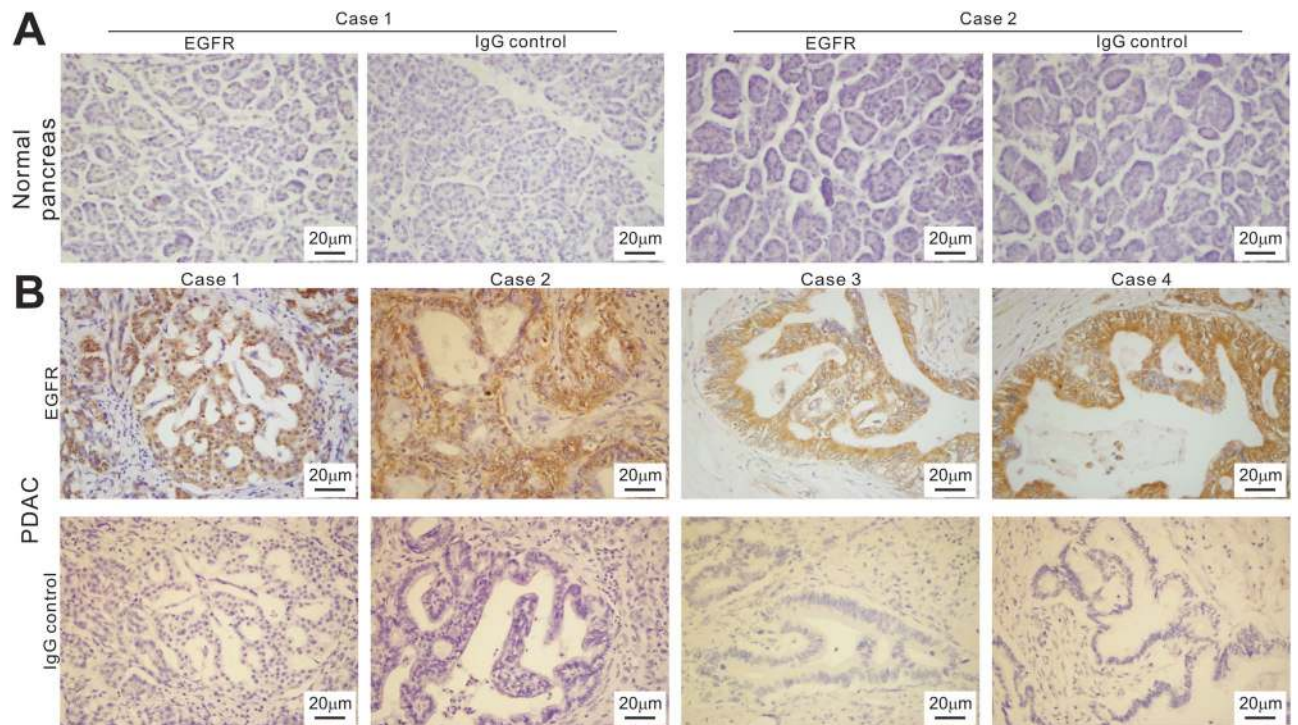 A
Case 1
Case 2
EGFR
IgG control
EGFR
IgG control
Normal
pancreas
20μm
20μm
20μm
20μm
B
Case 1
Case 2
Case 3
Case 4
PDAC
EGFR
20μm
20μm
20μm
20μm
IgG control
20μm
20μm
20μm
20μm